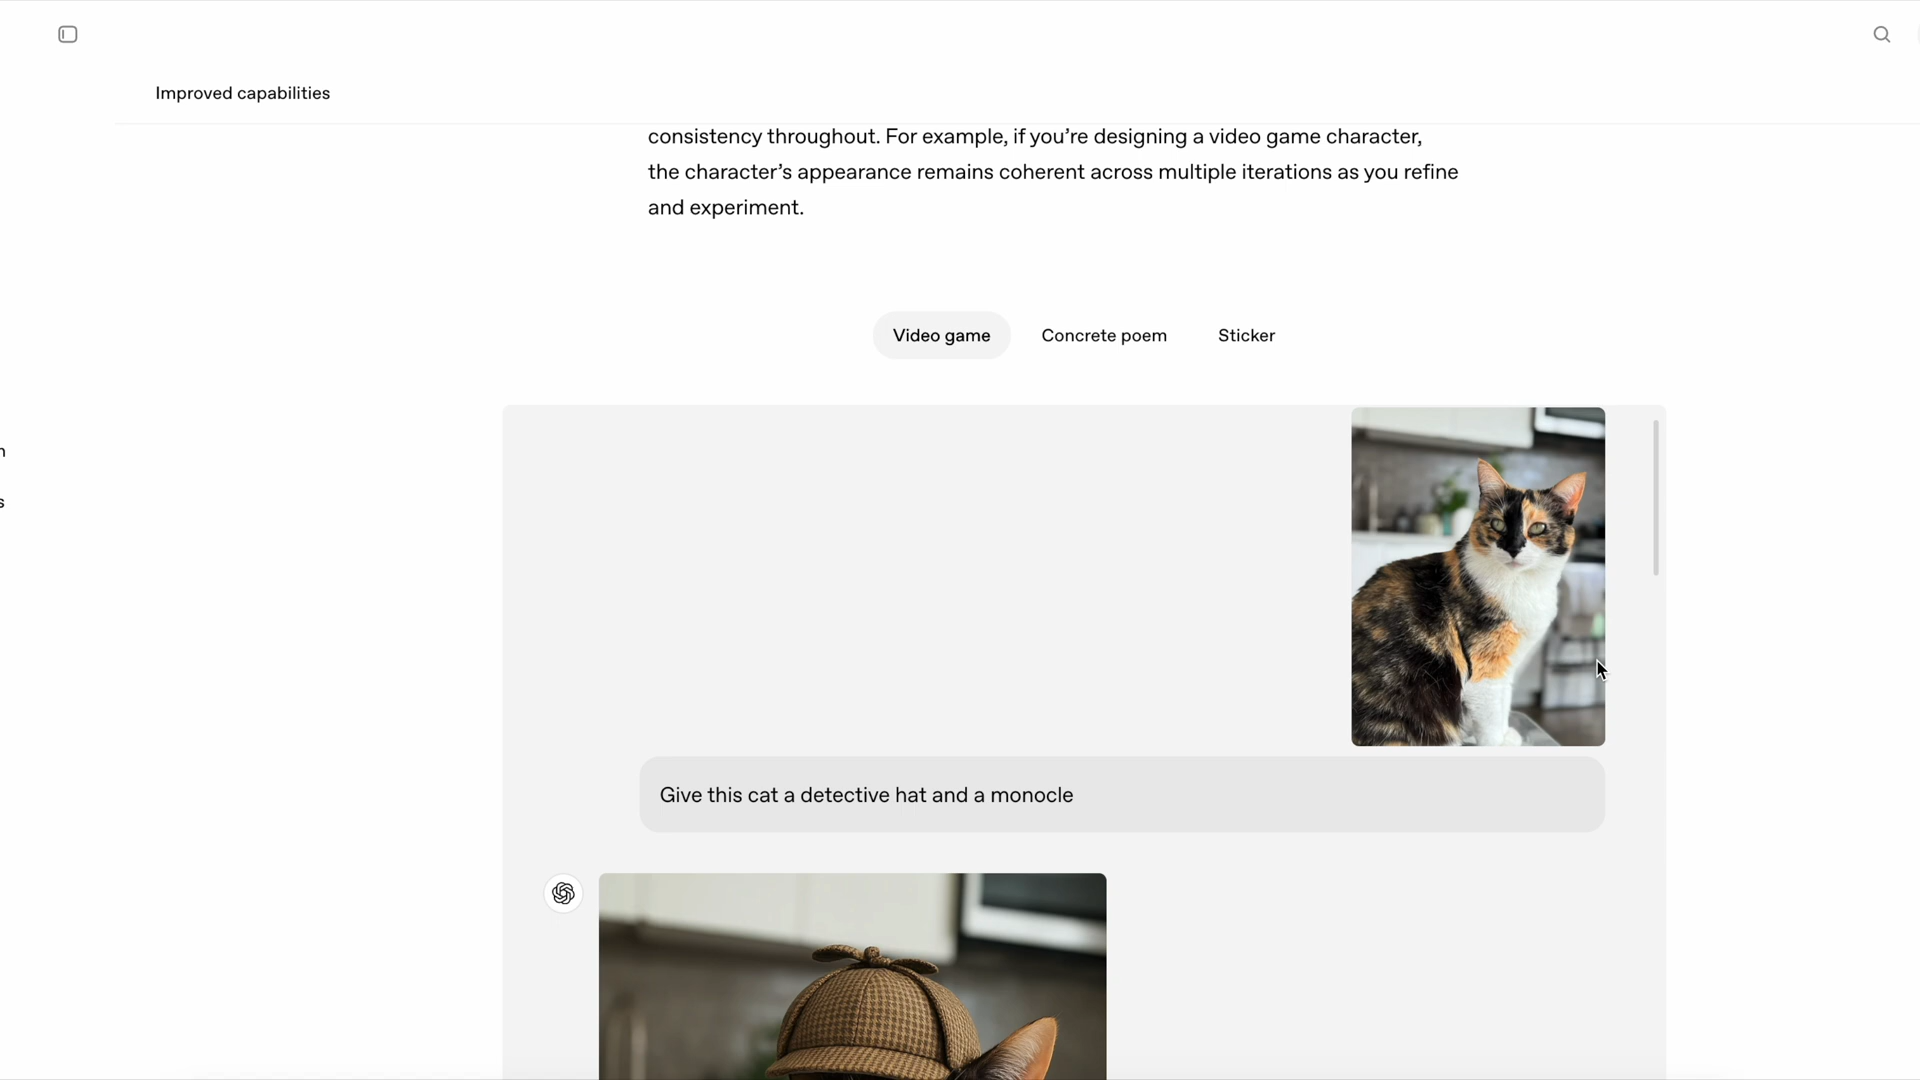 Improved capabilities
consistency throughout. For example, if you’re designing a video game character,
the character’s appearance remains coherent across multiple iterations as you refine
and experiment.
Video game
Concrete poem
Sticker
Give this cat a detective hat and a monocle